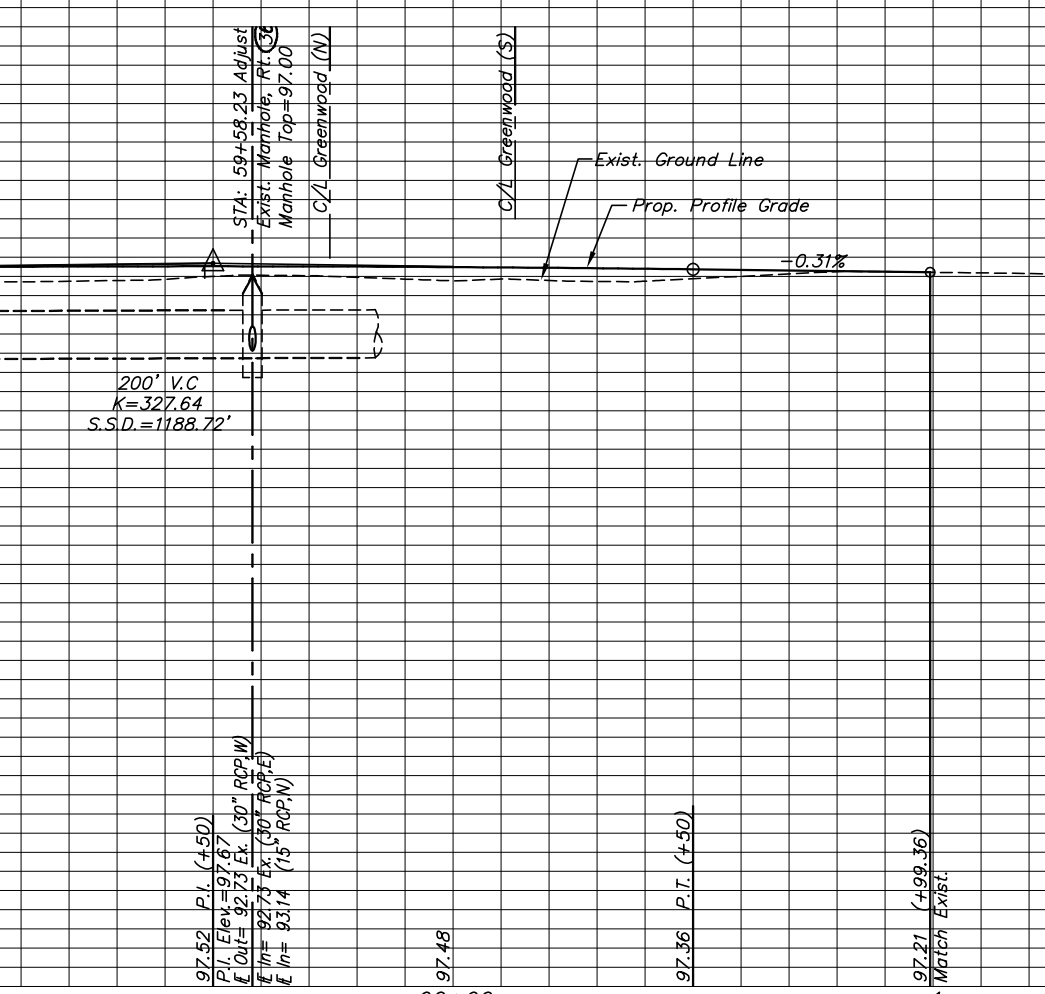 STA: 59+58.23 Adjust
Exist. Manhole, Rt.
Manhole Top=97.00
C/L Greenwood (N)
C/L Greenwood (S)
Exist. Ground Line
Prop. Profile Grade
-0.31%
200' V.C
K=327.64
S.S.D.=1188.72'
97.52 P.I. (+50)
P.I. Elev.=97.67
Out= 92.73 Ex. (30" RCP,W)
In= 92.73 Ex. (30" RCP,E)
In= 93.14 (15" RCP,N)
97.48
97.36 P.T. (+50)
97.21 (+99.36)
Match Exist.